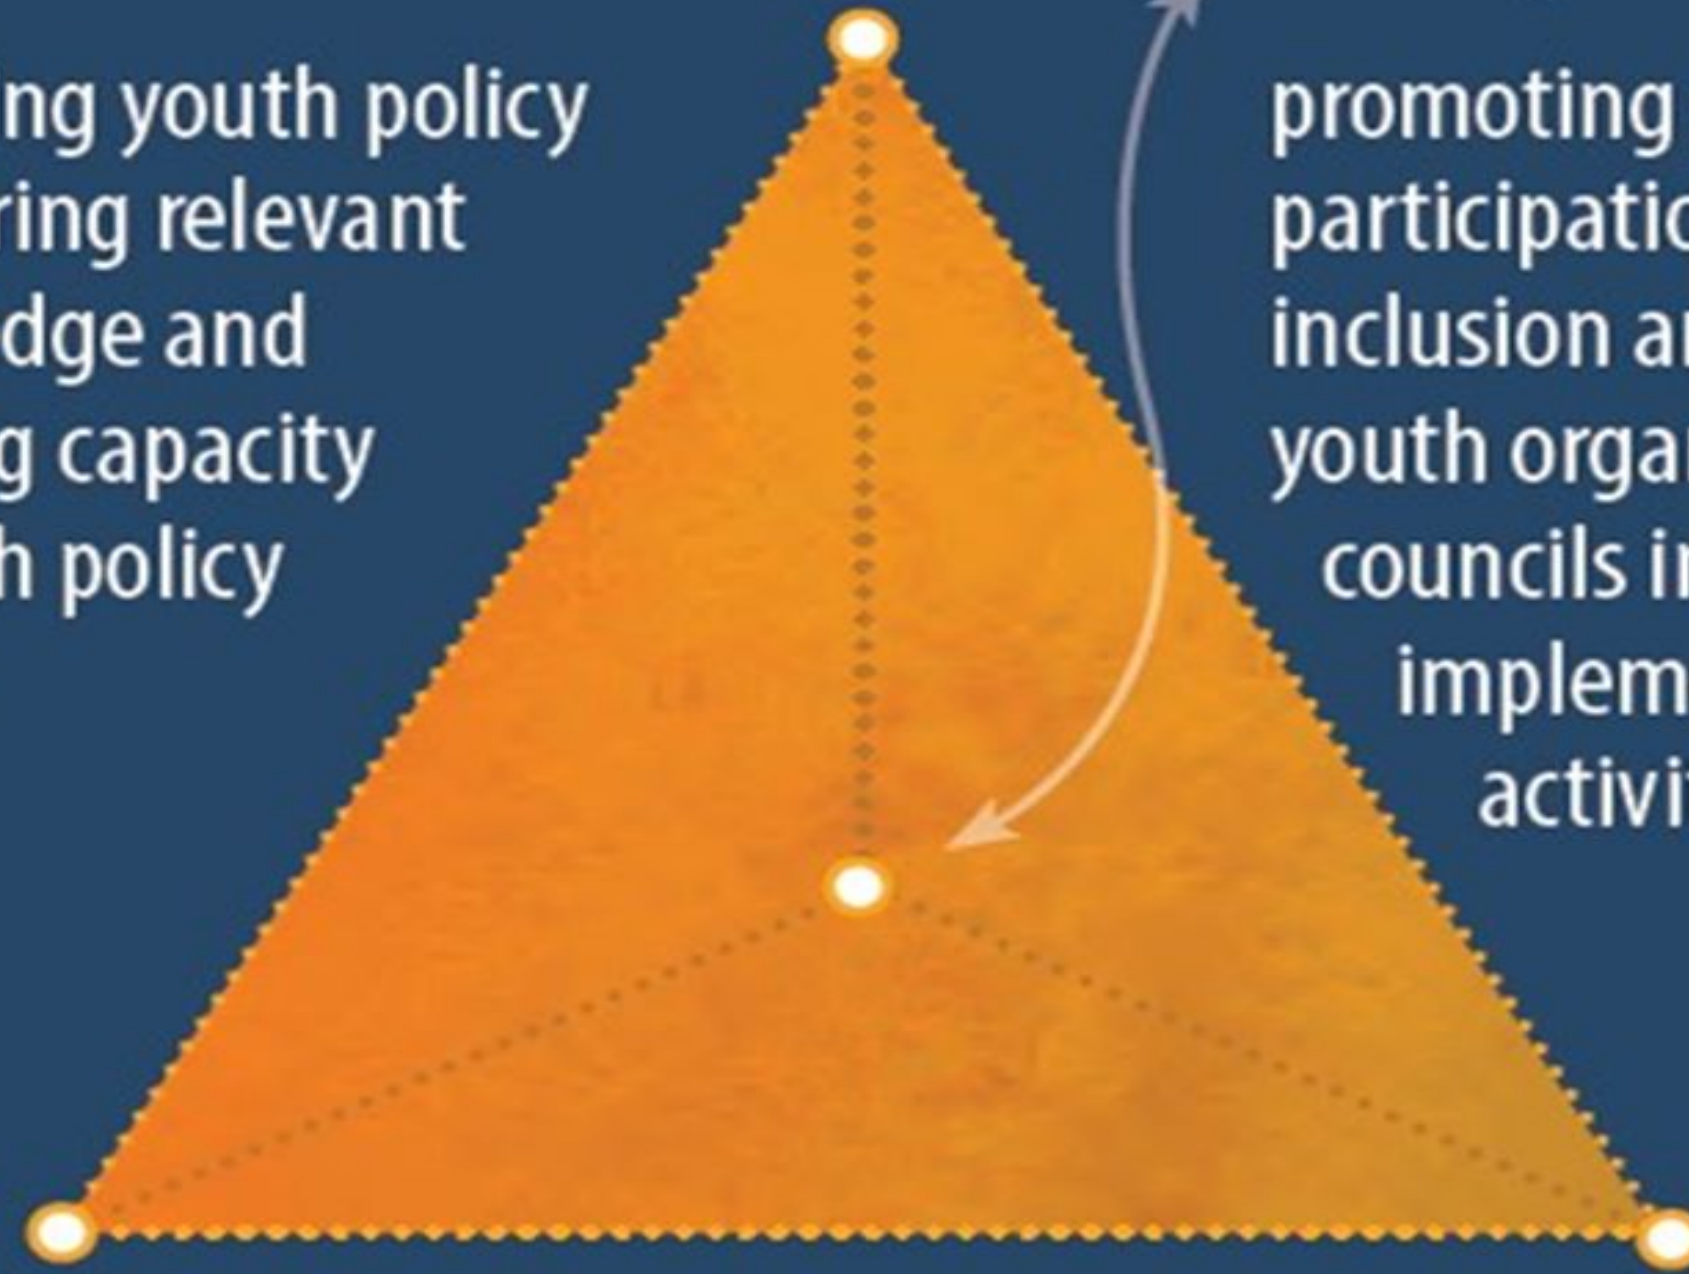 ng youth policy
ring relevant
dge and
g capacity
h policy
promoting
participatio
inclusion a
youth orga
councils i
implem
activi